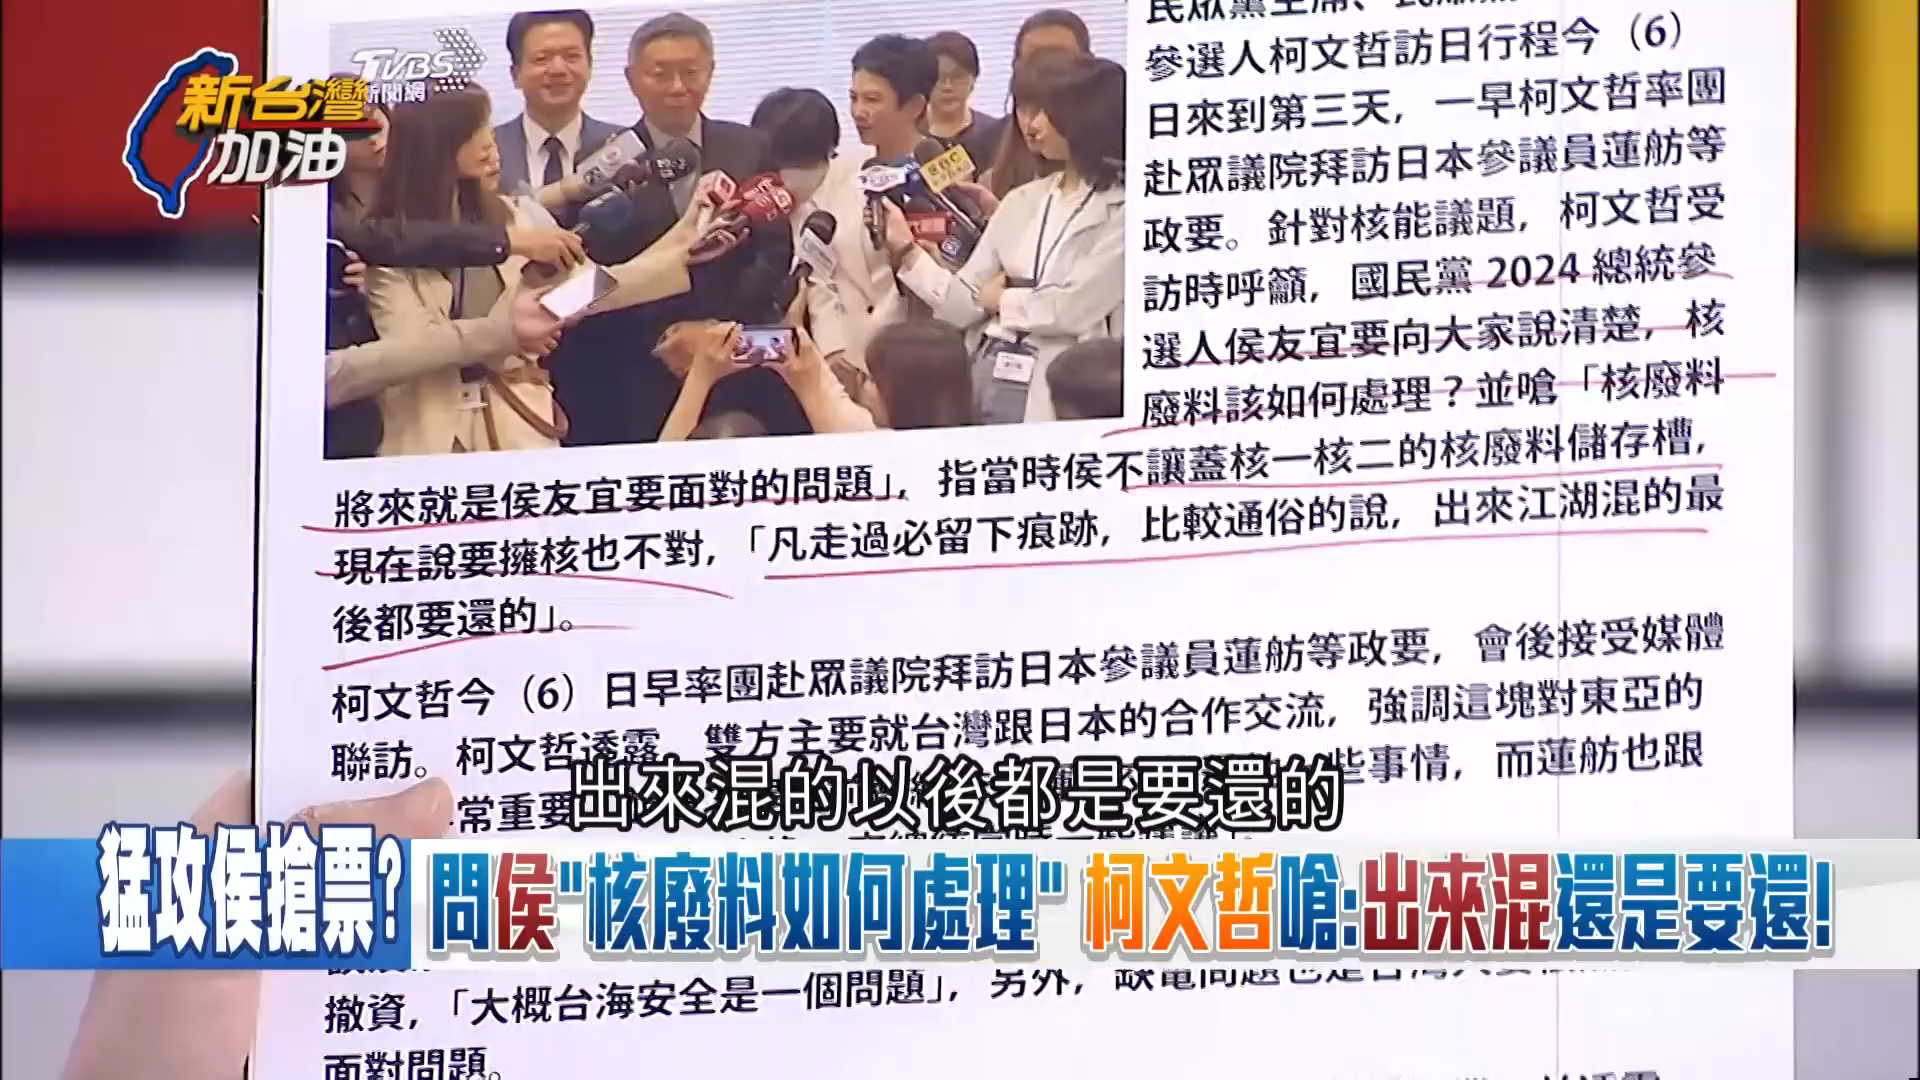 新台灣
加油
TVBS
新聞網
參選人柯文哲訪日行程今（6）
日來到第三天，一早柯文哲率團
赴眾議院拜訪日本參議員蓮舫等
政要。針對核能議題，柯文哲受
訪時呼籲，國民黨2024總統參
選人侯友宜要向大家說清楚，核
廢料該如何處理？並嗆「核廢料
將來就是侯友宜要面對的問題」，指當時侯不讓蓋核一核二的核廢料儲存槽，
現在說要擁核也不對，「凡走過必留下痕跡，比較通俗的說，出來江湖混的最
後都要還的」。
柯文哲今（6）日早率團赴眾議院拜訪日本參議員蓮舫等政要，會後接受媒體
聯訪。柯文哲透露，雙方主要就台灣跟日本的合作交流，強調這塊對東亞的
常重要
些事情，而蓮舫也跟
出來混的以後都是要還的
猛攻侯搶票?
問侯"核廢料如何處理" 柯文哲嗆:出來混還是要還!
撤資，「大概台海安全是一個問題」，另外，缺電問題也是台灣
面對問題。